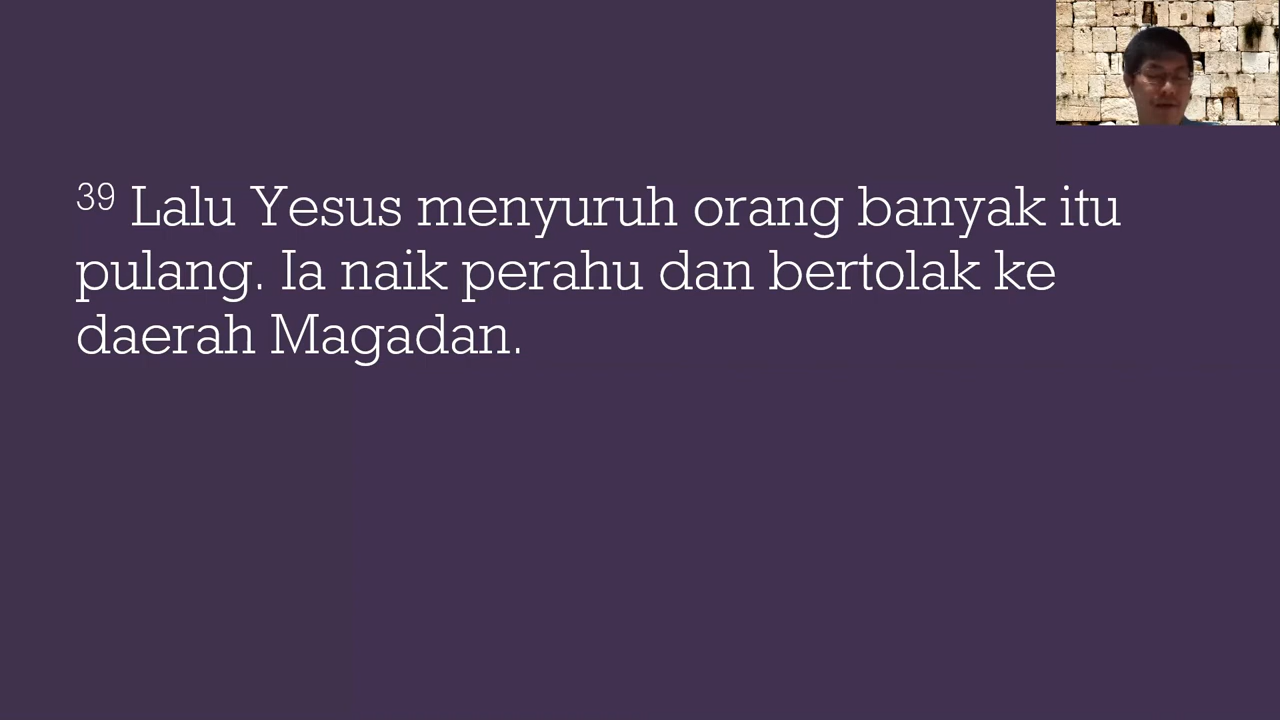 39 Lalu Yesus menyuruh orang banyak itu
pulang. Ia naik perahu dan bertolak ke
daerah Magadan.